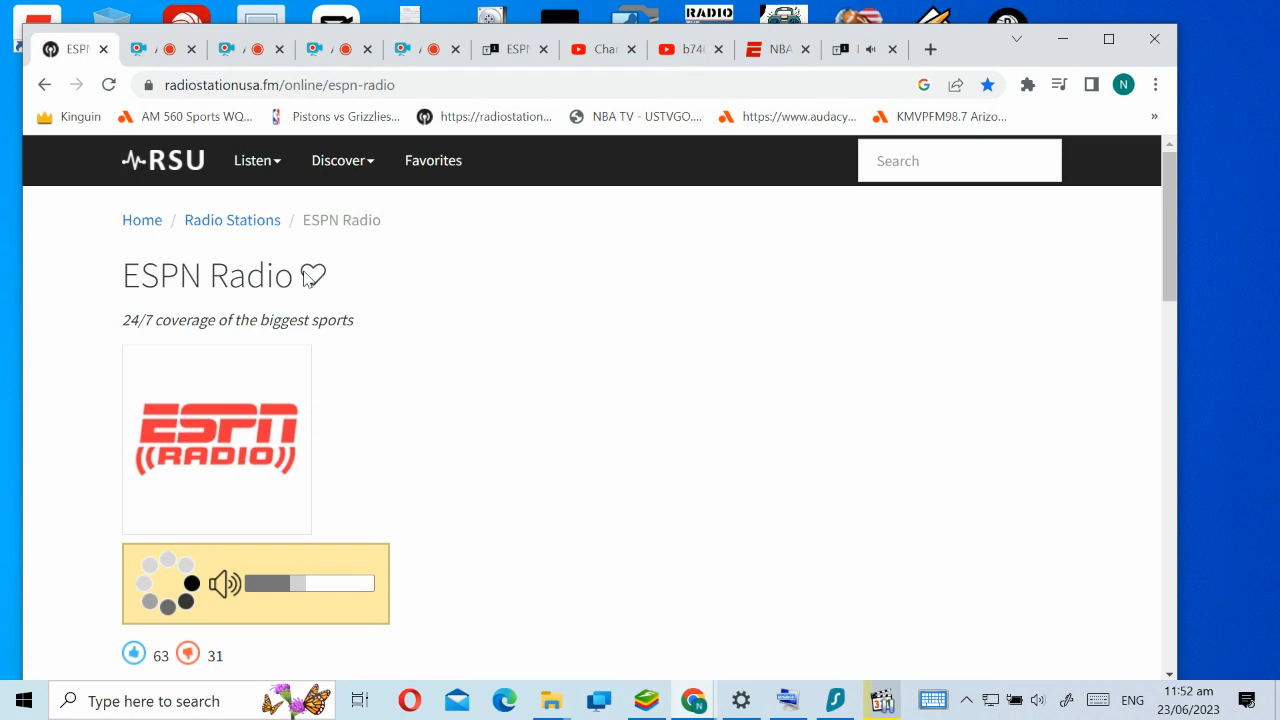 RADIO
ESPN
ESPN
Char
b74(
NBA
radiostationusa.fm/online/espn-radio
N
Kinguin
AM 560 Sports WQ...
Pistons vs Grizzlies...
https://radiostation...
NBA TV - USTVGO....
https://www.audacy...
KMVPFM98.7 Arizo...
»
RSU
Listen
Discover
Favorites
Search
Home / Radio Stations / ESPN Radio
ESPN Radio
24/7 coverage of the biggest sports
ESPN
((RADIO))
63
31
Type here to search
ENG
11:52 am
23/06/2023